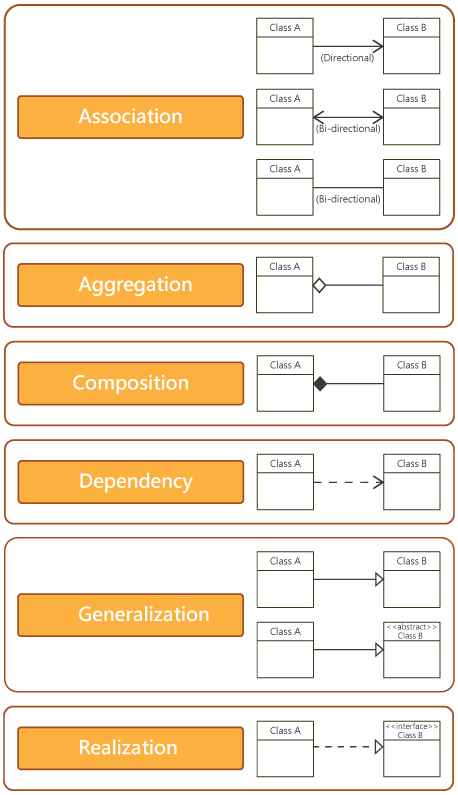 Class A
Class B
(Directional)
Association
Class A
Class B
(Bi-directional)
Class A
Class B
(Bi-directional)
Aggregation
Class A
Class B
Composition
Class A
Class B
Dependency
Class A
Class B
Generalization
Class A
Class B
Class A
<<abstract>>
Class B
Realization
Class A
<<interface>>
Class B